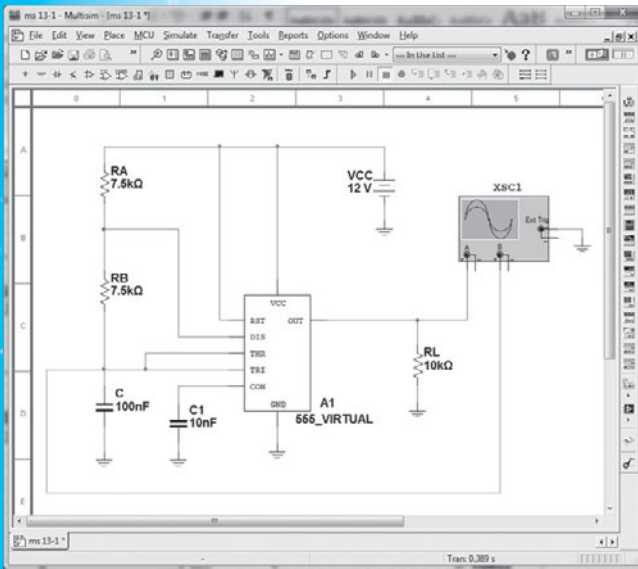 ms 13-1 - Multisim - [ms 13-1 *]
File Edit View Place MCU Simulate Transfer Tools Reports Options Window Help
--- In Use List ---
0 1 2 3 4 5
A
B
C
D
E
RA
7.5kΩ
VCC
12 V
XSC1
Ext Trig
A B
RB
7.5kΩ
VCC
RST OUT
DIS
THR
TRI
CON
GND
RL
10kΩ
C
100nF
C1
10nF
A1
555_VIRTUAL
ms 13-1 *
Tran: 0.389 s